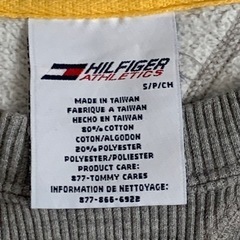 HILFIGER
ATHLETICS
S/P/CH
MADE IN TAIWAN
FABRIQUE A TAIWAN
HECHO EN TAIWAN
80% COTTON
COTON/ALGODON
20% POLYESTER
POLYESTER/POLIESTER
PRODUCT CARE:
877-TOMMY CARES
INFORMATION DE NETTOYAGE:
877-866-6922